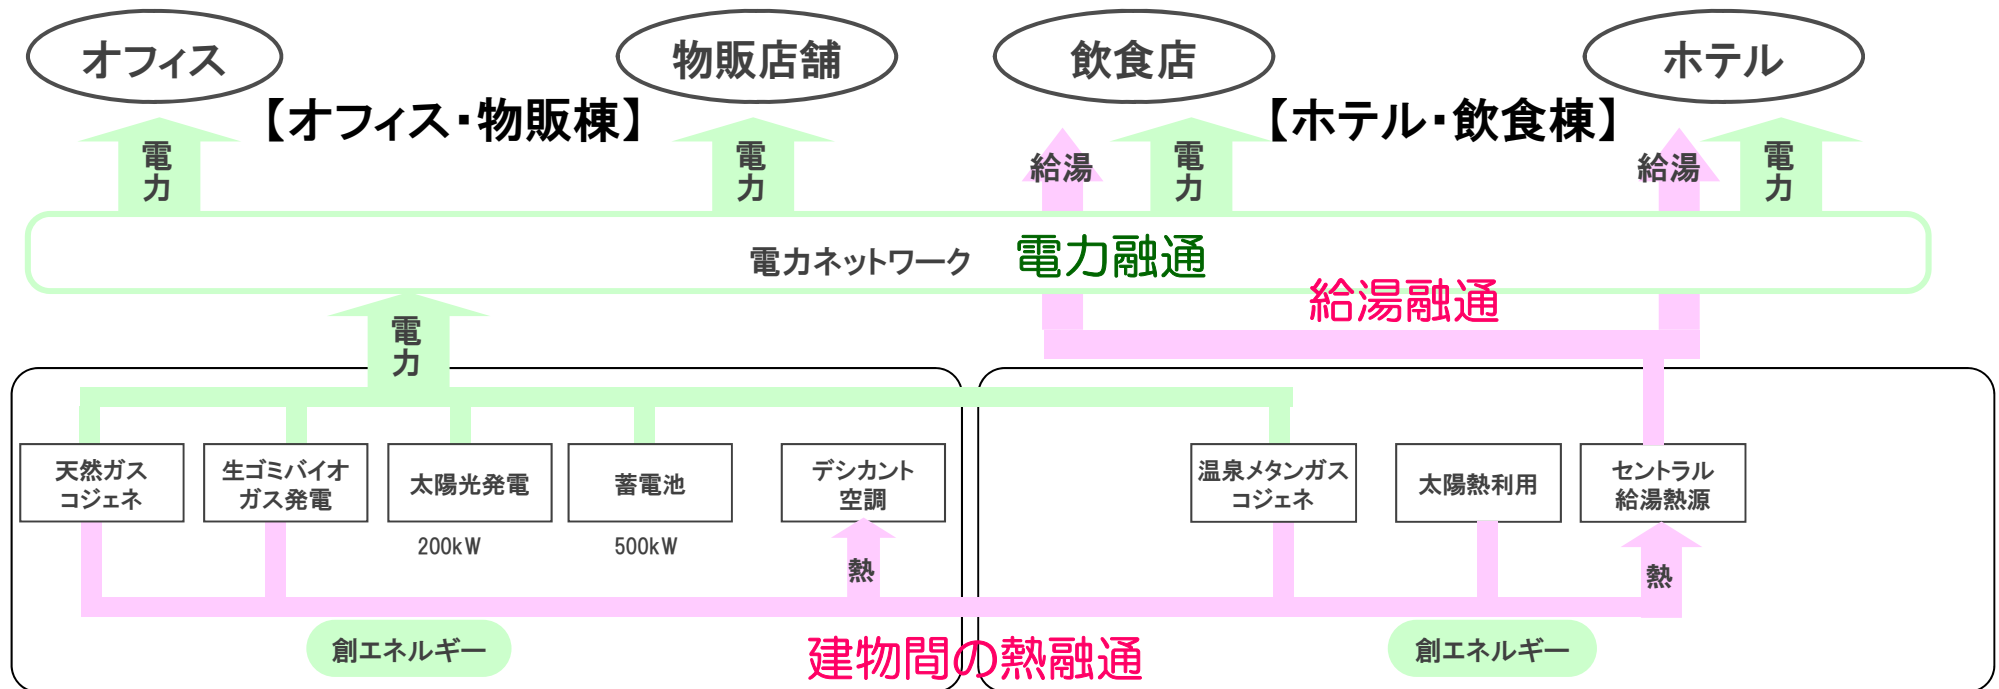 オフィス
物販店舗
飲食店
ホテル
【オフィス・物販棟】
【ホテル・飲食棟】
電力
電力
給湯
電力
給湯
電力
電力ネットワーク
電力融通
給湯融通
電力
天然ガス
コジェネ
生ゴミバイオ
ガス発電
太陽光発電
蓄電池
デシカント
空調
温泉メタンガス
コジェネ
太陽熱利用
セントラル
給湯熱源
200kW
500kW
熱
熱
創エネルギー
建物間の熱融通
創エネルギー